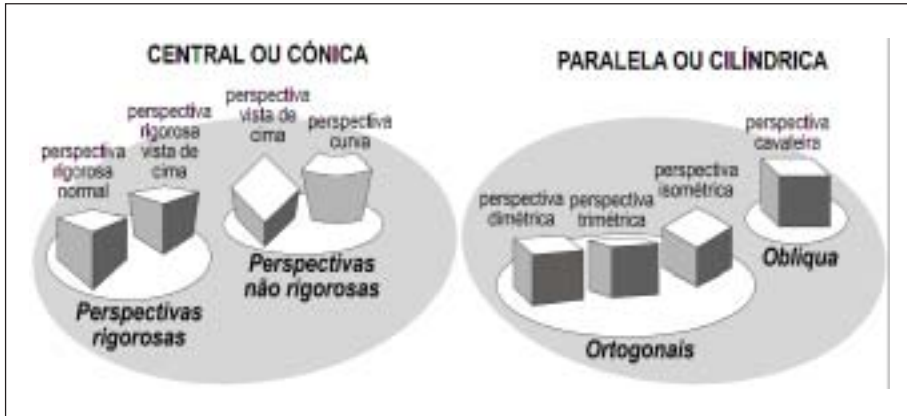 CENTRAL OU CÓNICA
perspectiva
rigorosa
normal
perspectiva
rigorosa
vista de
cima
perspectiva
vista de
cima
perspectiva
curva
Perspectivas
rigorosas
Perspectivas
não rigorosas
PARALELA OU CILÍNDRICA
perspectiva
dimétrica
perspectiva
trimétrica
perspectiva
isométrica
perspectiva
cavaleira
Ortogonais
Obliqua